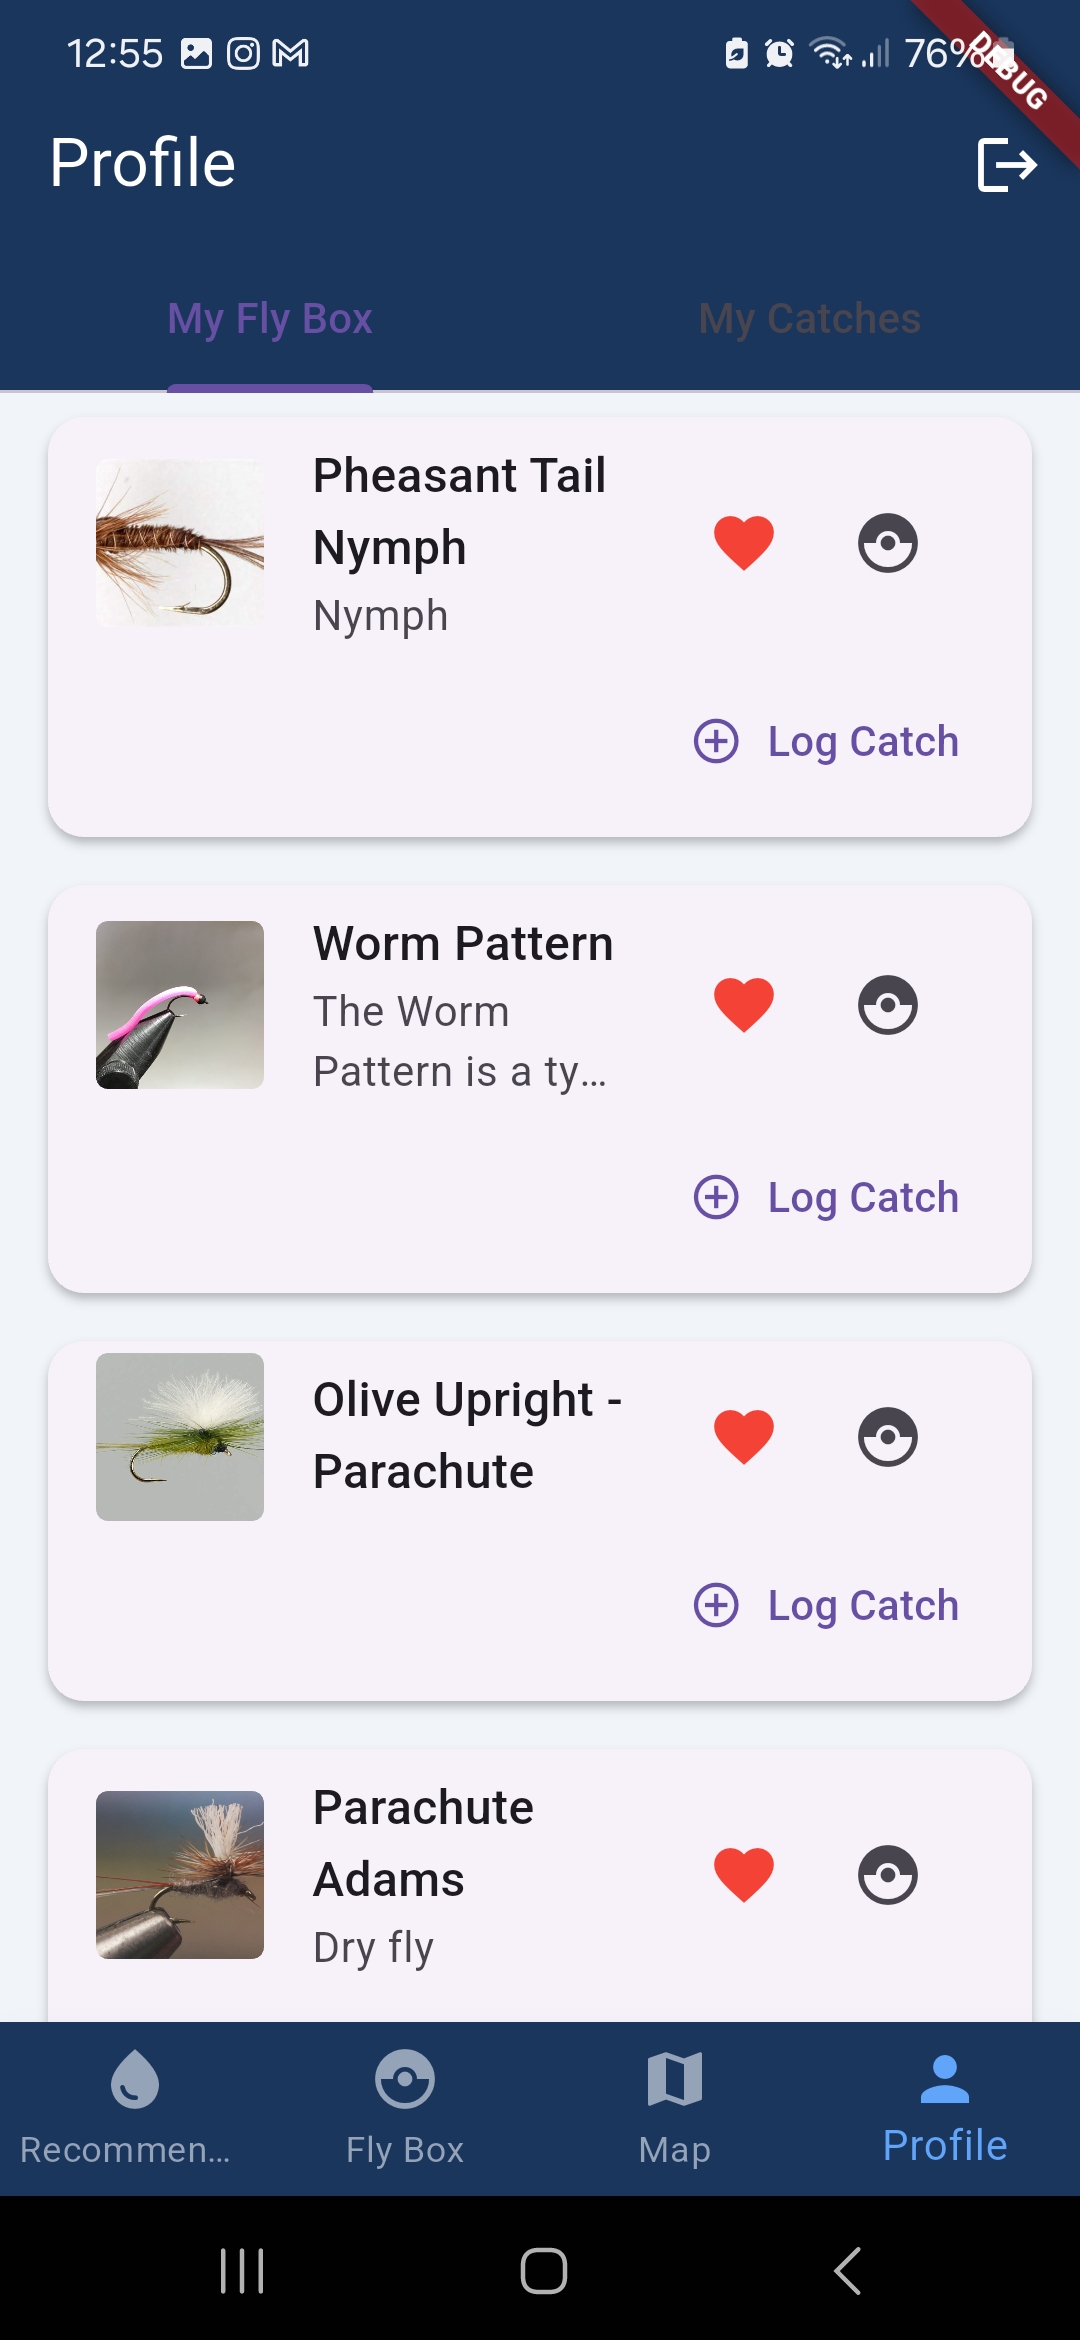 12:55
76%
DEBUG
Profile
My Fly Box
My Catches
Pheasant Tail
Nymph
Nymph
Log Catch
Worm Pattern
The Worm
Pattern is a ty...
Log Catch
Olive Upright -
Parachute
Log Catch
Parachute
Adams
Dry fly
Recommen...
Fly Box
Map
Profile